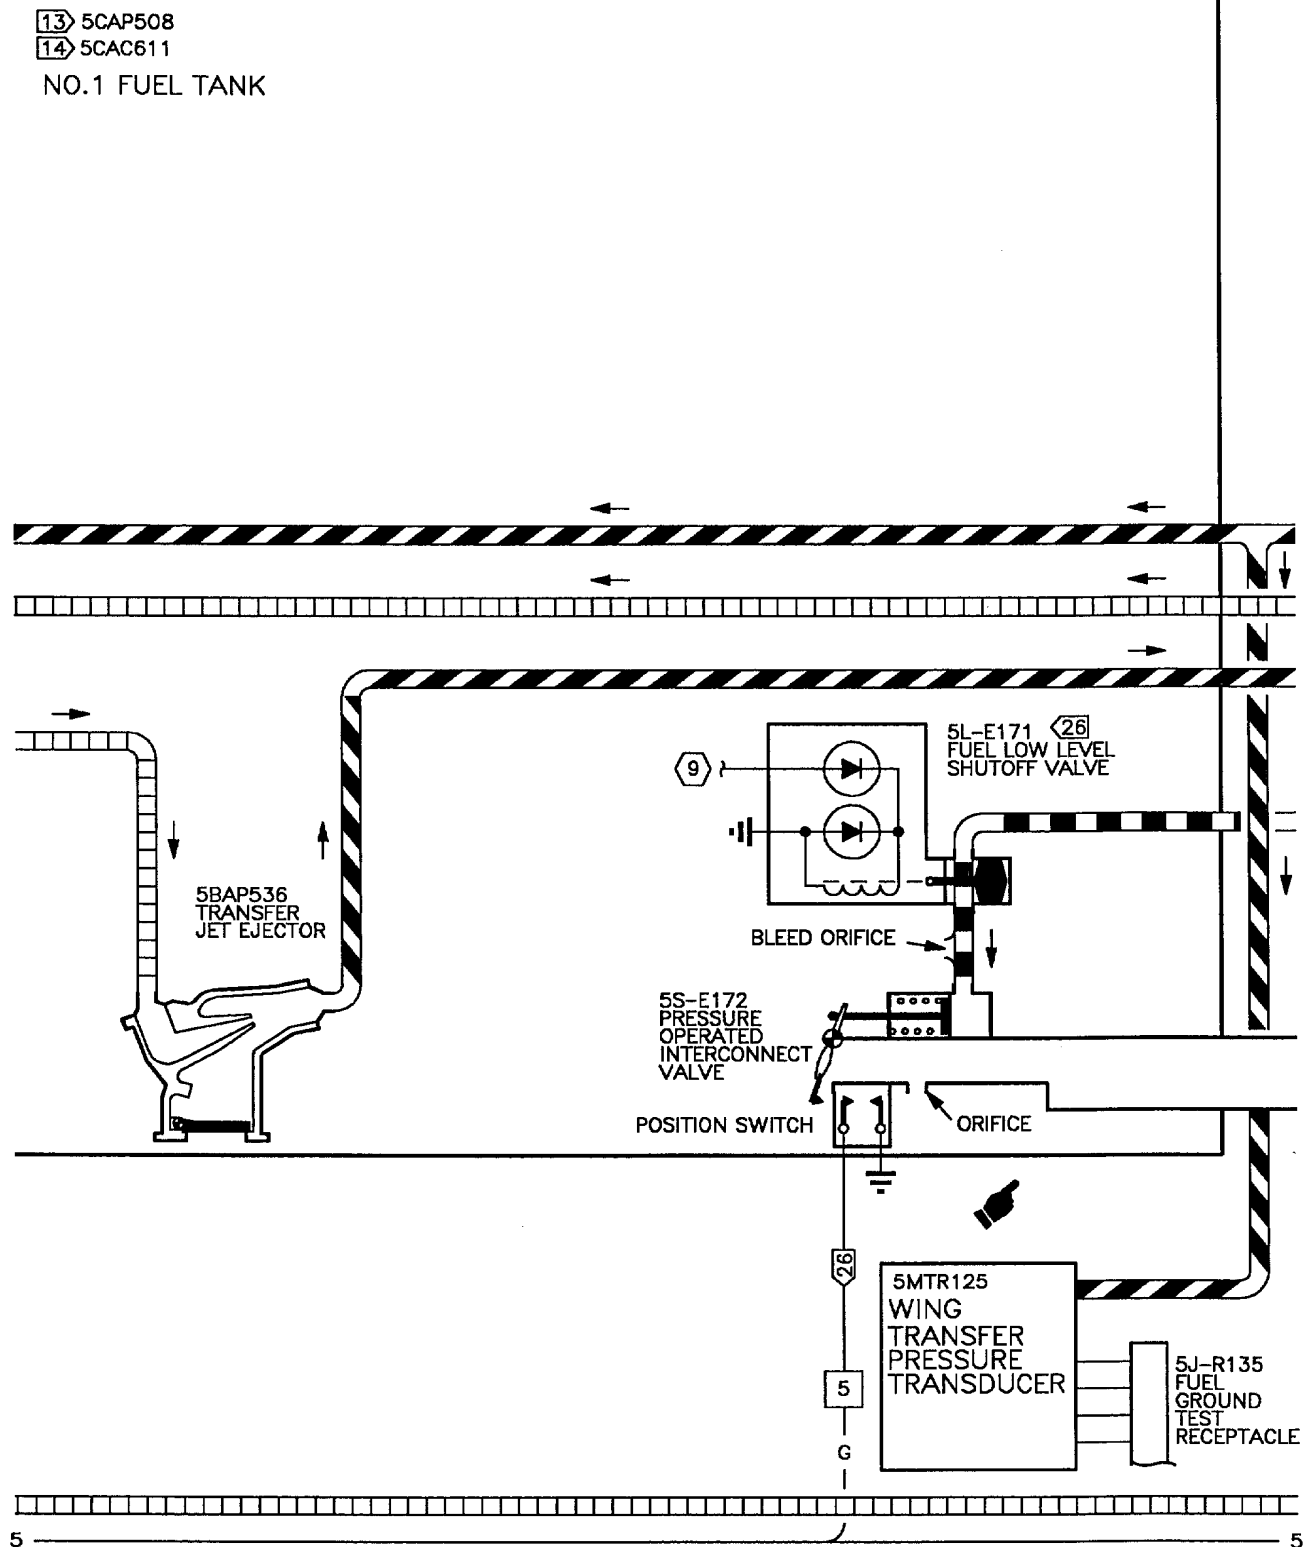 13 5CAP508
14 5CAC611
NO.1 FUEL TANK
5L-E171 26
FUEL LOW LEVEL
SHUTOFF VALVE
9
5BAP536
TRANSFER
JET EJECTOR
BLEED ORIFICE
5S-E172
PRESSURE
OPERATED
INTERCONNECT
VALVE
POSITION SWITCH
ORIFICE
26
5MTR125
WING
TRANSFER
PRESSURE
TRANSDUCER
5J-R135
FUEL
GROUND
TEST
RECEPTACLE
5
G
5 5